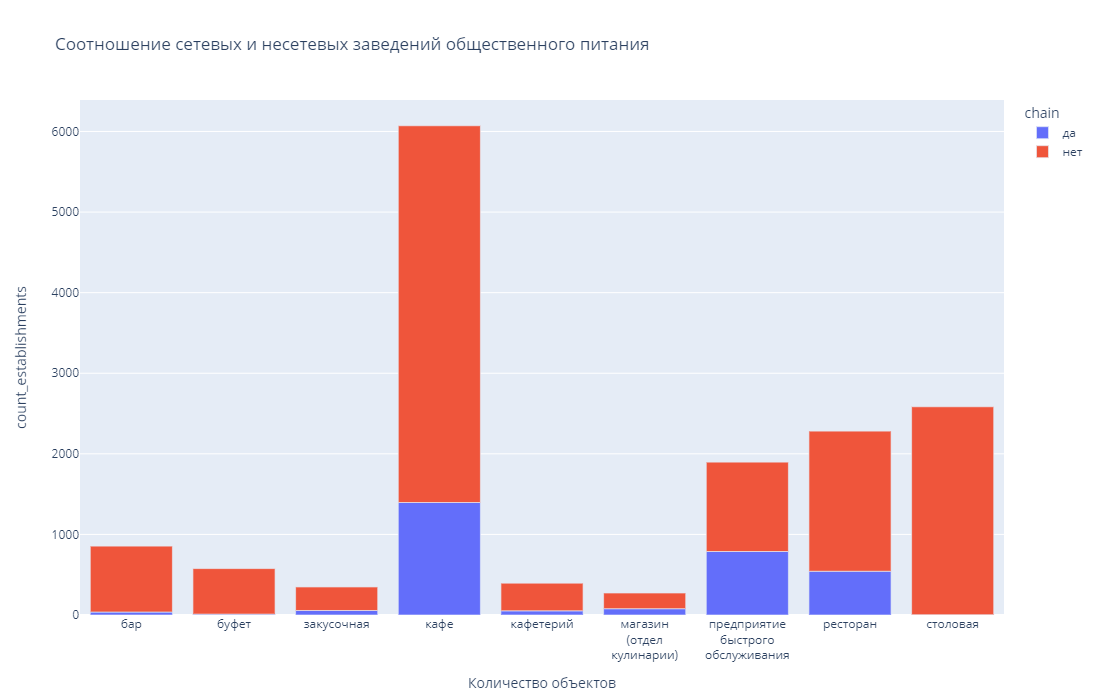 Соотношение сетевых и несетевых заведений общественного питания
chain
да
нет
count_establishments
6000
5000
4000
3000
2000
1000
0
бар
буфет
закусочная
кафе
кафетерий
магазин
(отдел
кулинарии)
предприятие
быстрого
обслуживания
ресторан
столовая
Количество объектов